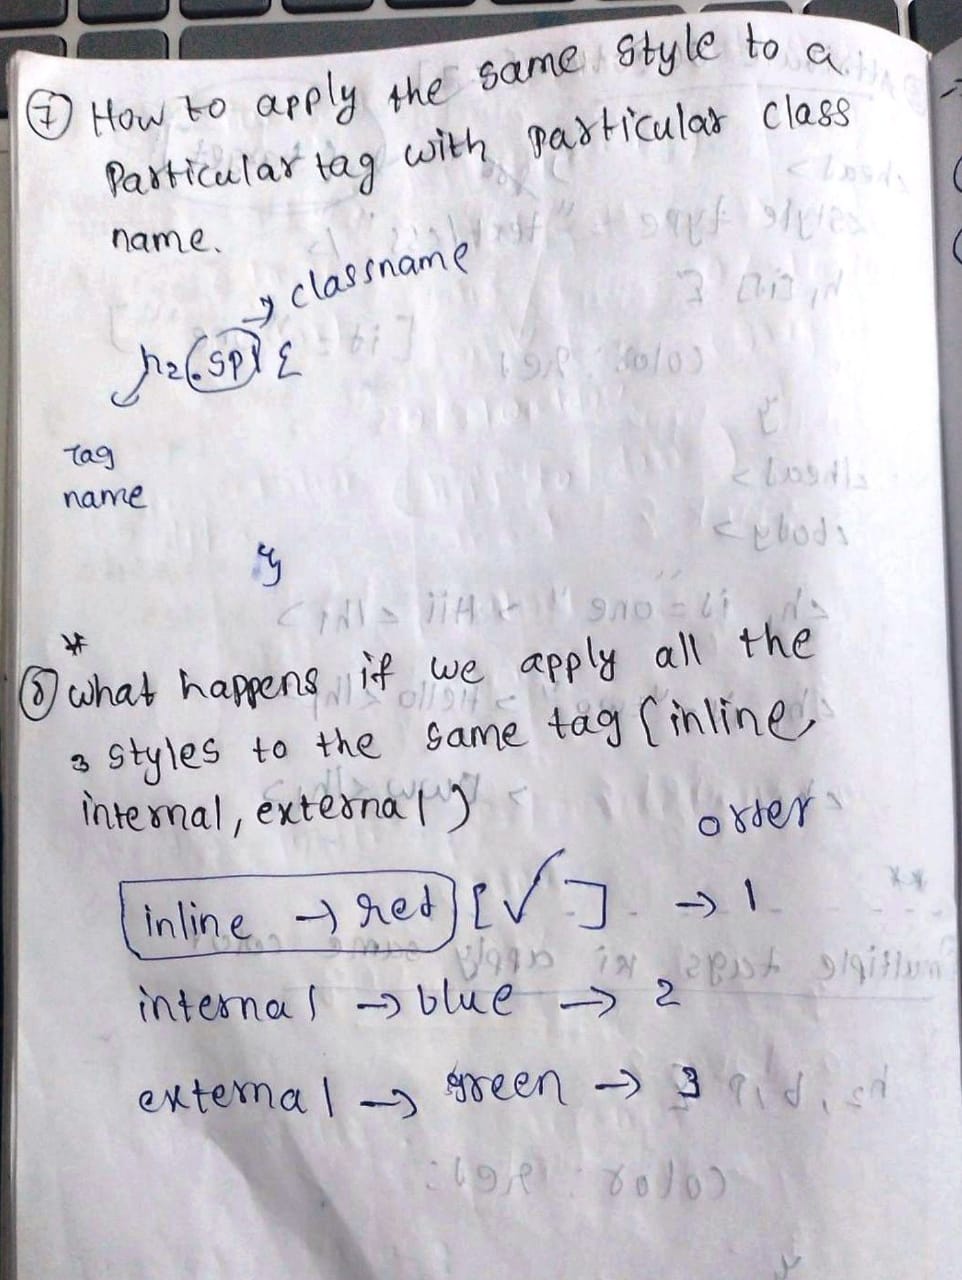 7 How to apply the same style to a
Particular tag with particular class
name.
classname
h2(.sp) {
Tag
name
}
*
8 what happens if we apply all the
3 styles to the same tag (inline,
internal, external)
order
inline → red [✓] → 1
internal → blue → 2
external → green → 3